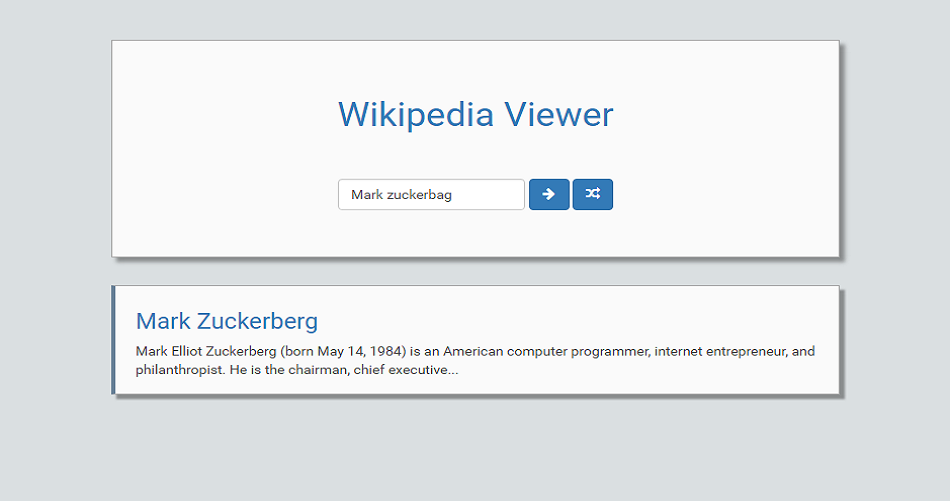 Wikipedia Viewer
Mark zuckerbag
Mark Zuckerberg
Mark Elliot Zuckerberg (born May 14, 1984) is an American computer programmer, internet entrepreneur, and
philanthropist. He is the chairman, chief executive...